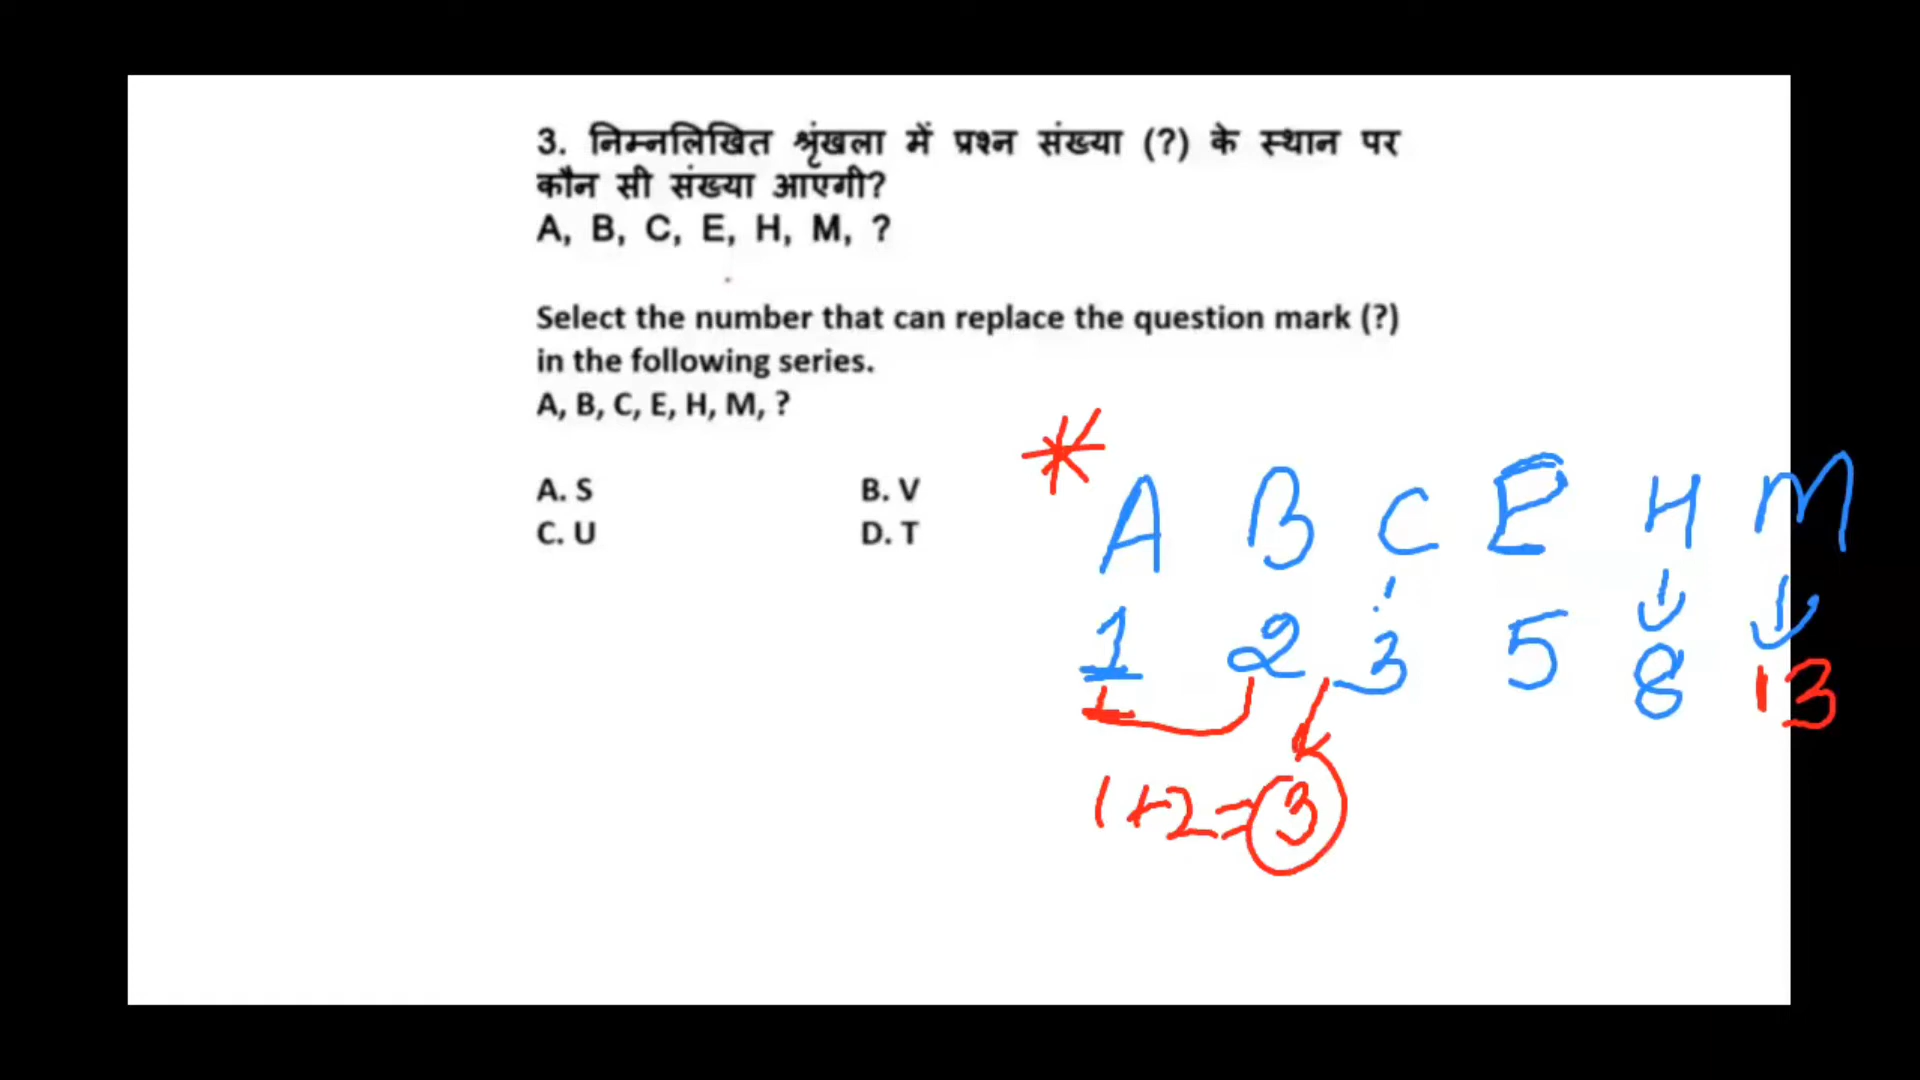 3. निम्नलिखित श्रृंखला में प्रश्न संख्या (?) के स्थान पर
कौन सी संख्या आएगी?
A, B, C, E, H, M, ?
Select the number that can replace the question mark (?)
in the following series.
A, B, C, E, H, M, ?
A. S B. V
C. U D. T
A B C E H M
1 2 3 5 8 13
1+2=3